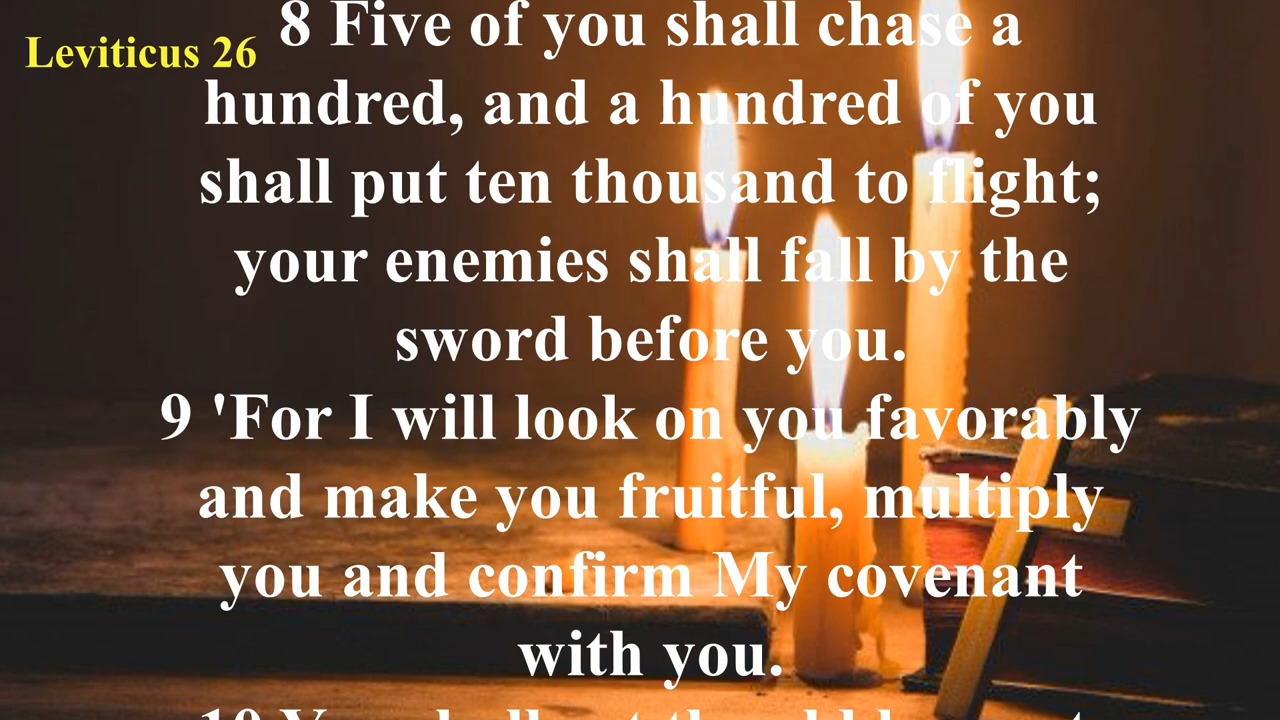 Leviticus 26
8 Five of you shall chase a
hundred, and a hundred of you
shall put ten thousand to flight;
your enemies shall fall by the
sword before you.
9 'For I will look on you favorably
and make you fruitful, multiply
you and confirm My covenant
with you.
10